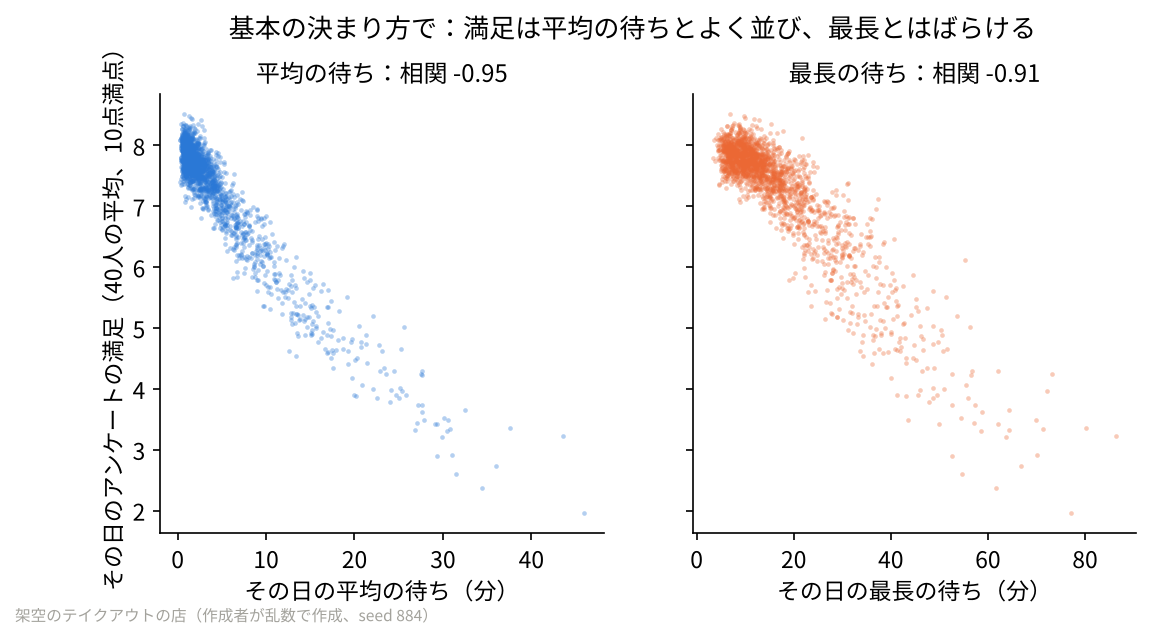 基本の決まり方で：満足は平均の待ちとよく並び、最長とはばらける
平均の待ち：相関 -0.95
最長の待ち：相関 -0.91
その日のアンケートの満足（40人の平均、10点満点）
8
7
6
5
4
3
2
0 10 20 30 40
0 20 40 60 80
その日の平均の待ち（分）
その日の最長の待ち（分）
架空のテイクアウトの店（作成者が乱数で作成、seed 884）